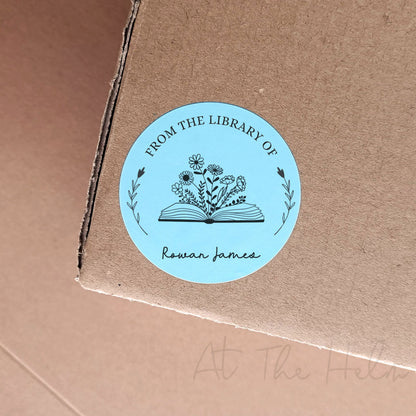 FROM THE LIBRARY OF
Rowan James
At The Helm